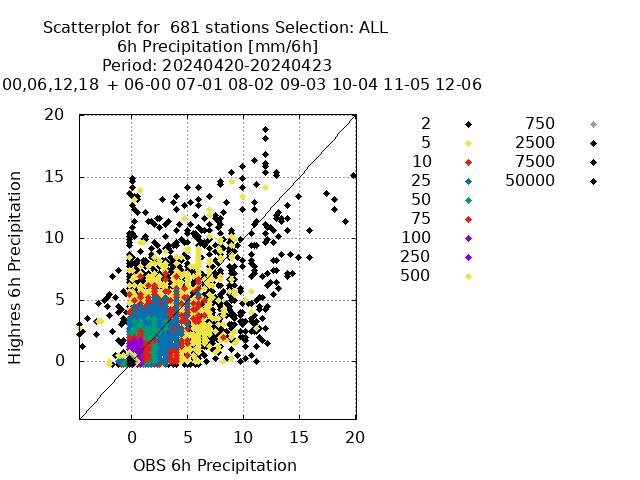 Scatterplot for  681 stations Selection: ALL
6h Precipitation [mm/6h]
Period: 20240420-20240423
00,06,12,18 + 06-00 07-01 08-02 09-03 10-04 11-05 12-06
Highres 6h Precipitation
20
15
10
5
0
0 5 10 15 20
OBS 6h Precipitation
2
5
10
25
50
75
100
250
500
750
2500
7500
50000